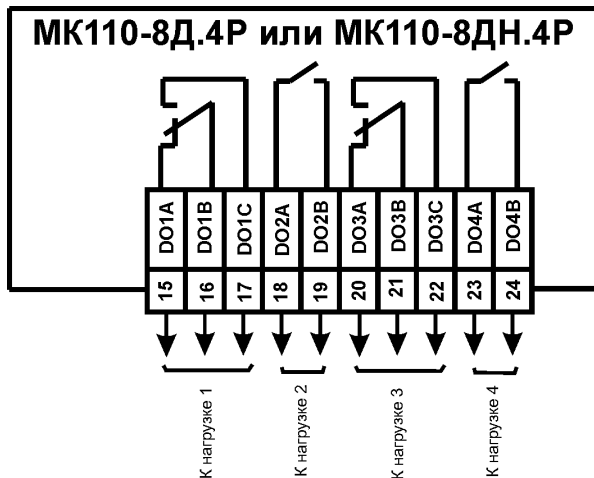 МК110-8Д.4Р или МК110-8ДН.4Р
DO1A
DO1B
DO1C
DO2A
DO2B
DO3A
DO3B
DO3C
DO4A
DO4B
15
16
17
18
19
20
21
22
23
24
К нагрузке 1
К нагрузке 2
К нагрузке 3
К нагрузке 4